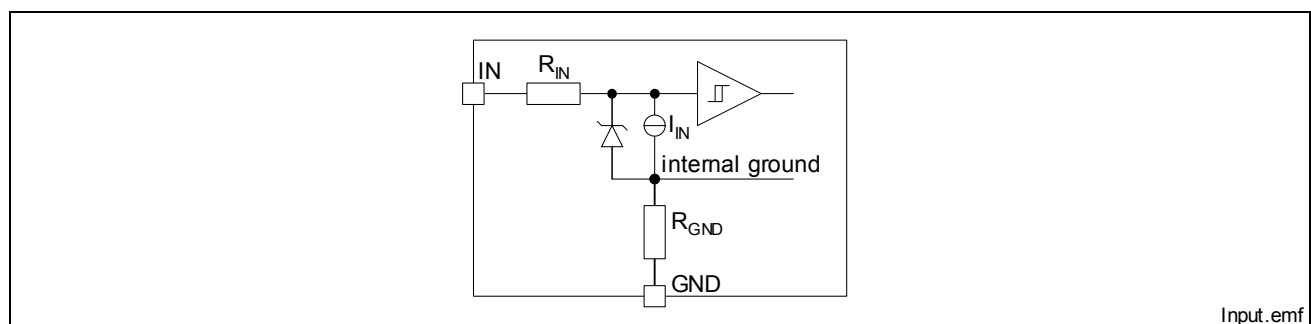 IN
R_IN
I_IN
internal ground
R_GND
GND
Input.emf